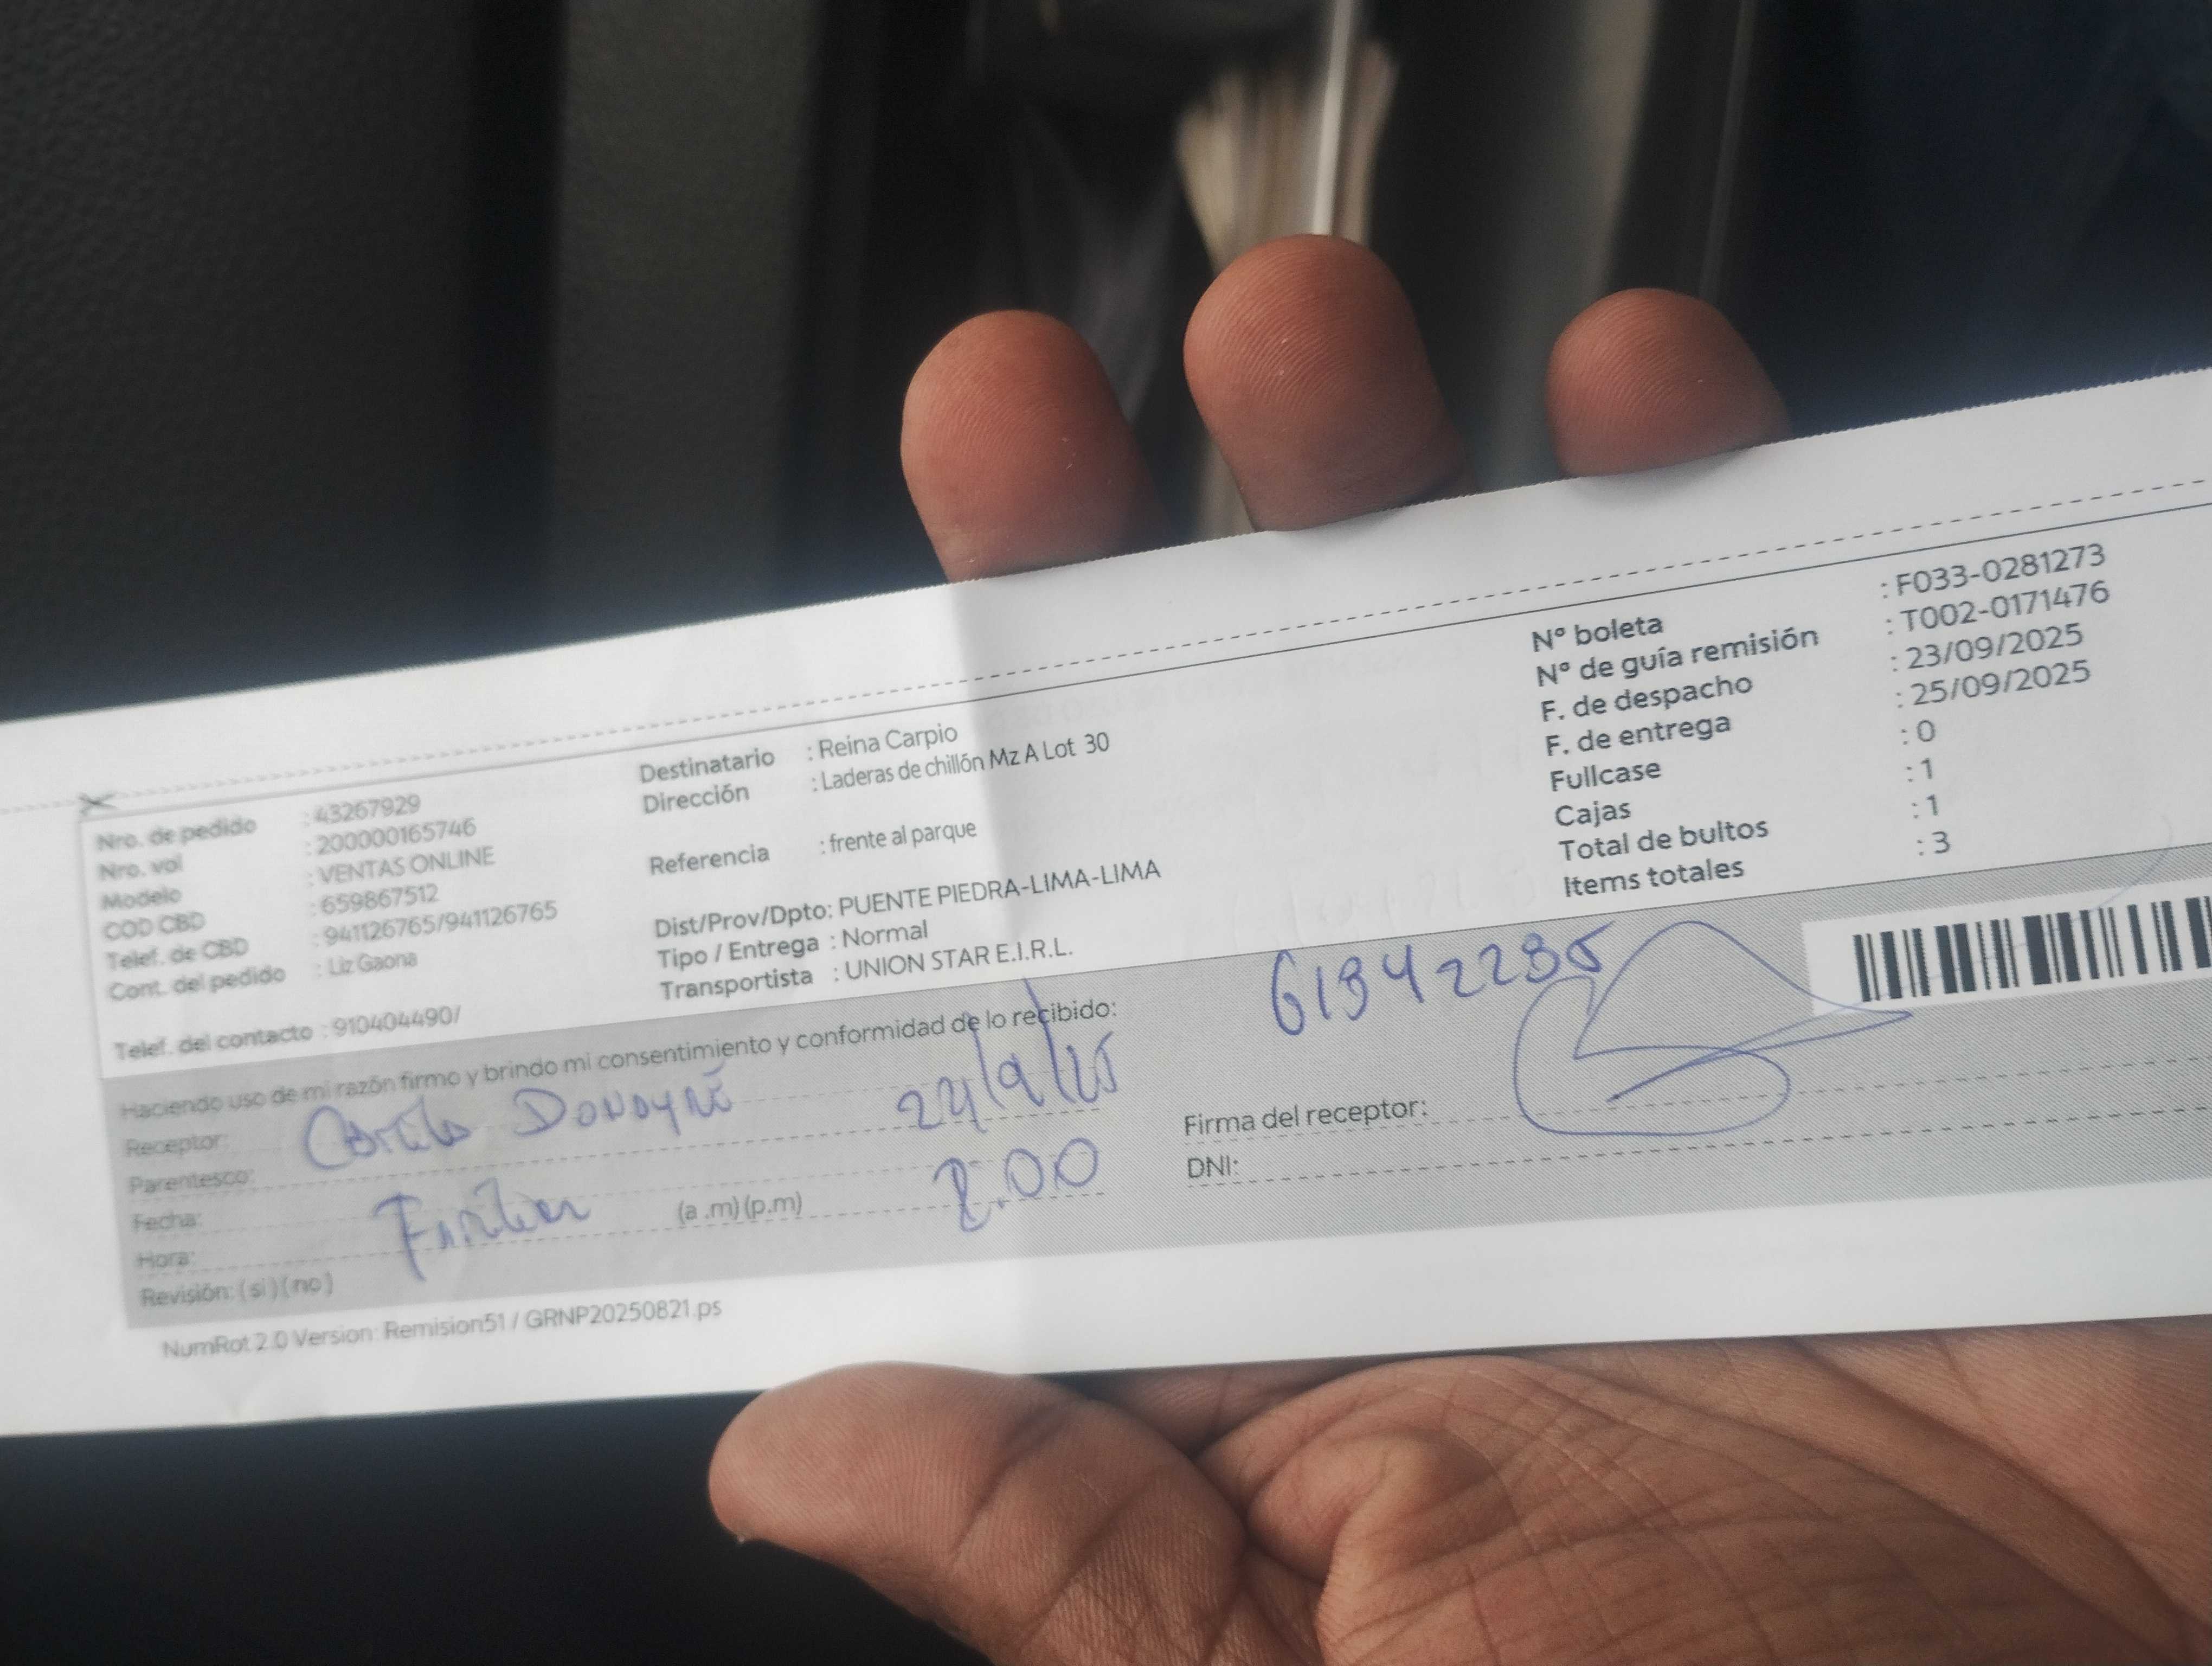 Nro. de pedido : 43267929
Nro. val : 200000165746
Modelo : VENTAS ONLINE
COD CBD : 659867512
Telef. de CBD : 941126765/941126765
Cont. del pedido : Liz Gaona
Telef. del contacto : 910404490/
Destinatario : Reina Carpio
Dirección : Laderas de chillón Mz A Lot 30
Referencia : frente al parque
Dist/Prov/Dpto: PUENTE PIEDRA-LIMA-LIMA
Tipo / Entrega : Normal
Transportista : UNION STAR E.I.R.L.
N° boleta : F033-0281273
N° de guía remisión : T002-0171476
F. de despacho : 23/09/2025
F. de entrega : 25/09/2025
Fullcase : 0
Cajas : 1
Total de bultos : 1
Items totales : 3
Haciendo uso de mi razón firmo y brindo mi consentimiento y conformidad de lo recibido:
Receptor:
Parentesco:
Fecha:
Hora: (a .m) (p.m)
Revisión: ( si ) ( no )
24/9/25
.00
Firma del receptor:
DNI:
NumRot 2.0 Version: Remision51 / GRNP20250821.ps